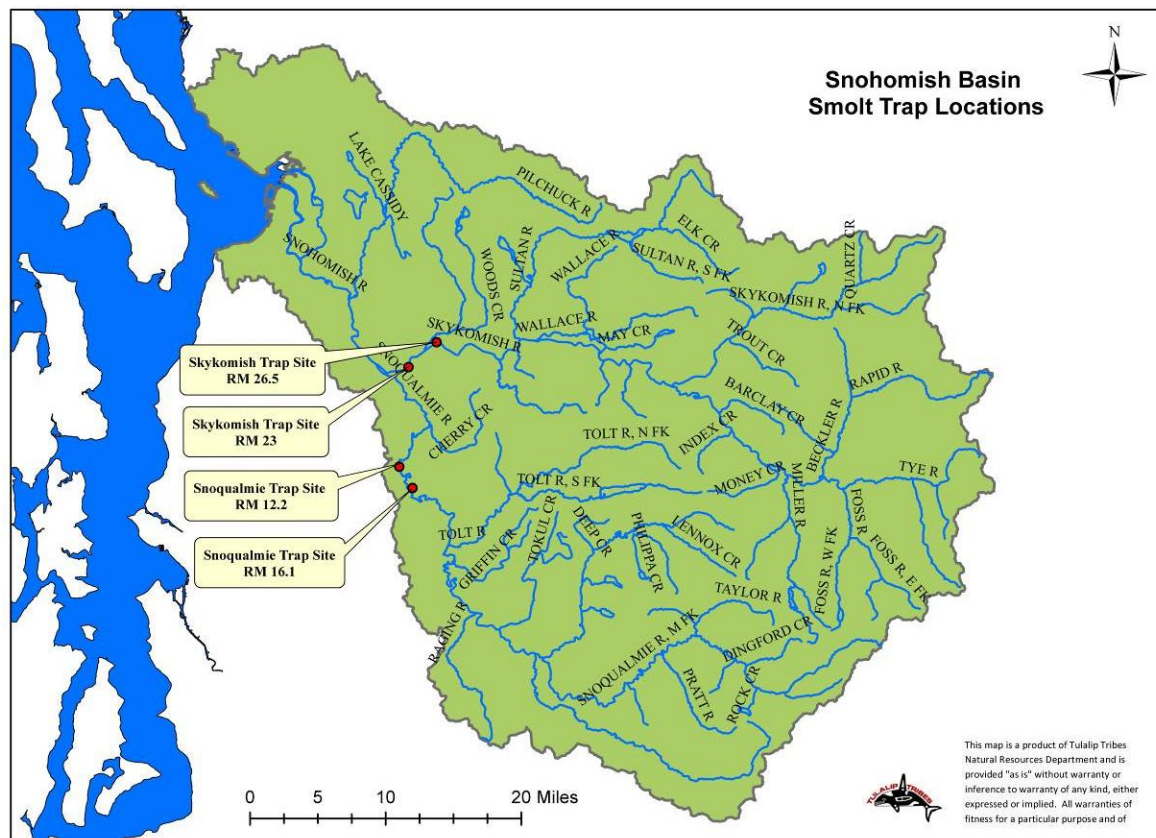 Snohomish Basin
Smolt Trap Locations
N
LAKE CASSIDY
PILCHUCK R
SNOHOMISH R
WOODS CR
SULTAN R
WALLACE R
ELK CR
SULTAN R, S FK
QUARTZ CR
SKYKOMISH R, N FK
SKYKOMISH R
WALLACE R
MAY CR
TROUT CR
Skykomish Trap Site
RM 26.5
SNOQUALMIE R
BARCLAY CR
RAPID R
Skykomish Trap Site
RM 23
CHERRY CR
TOLT R, N FK
INDEX CR
BECKLER R
Snoqualmie Trap Site
RM 12.2
TOLT R, S FK
MONEY CR
MILLER R
TYE R
Snoqualmie Trap Site
RM 16.1
TOLT R
GRIFFIN CR
TOKUL CR
DEEP CR
PHILIPPA CR
LENNOX CR
FOSS R
FOSS R, W FK
FOSS R, E FK
TAYLOR R
RAGING R
SNOQUALMIE R, M FK
DINGFORD CR
PRATT R
ROCK CR
0 5 10 20 Miles
TULALIP TRIBES
This map is a product of Tulalip Tribes
Natural Resources Department and is
provided "as is" without warranty or
inference to warranty of any kind, either
expressed or implied. All warranties of
fitness for a particular purpose and of